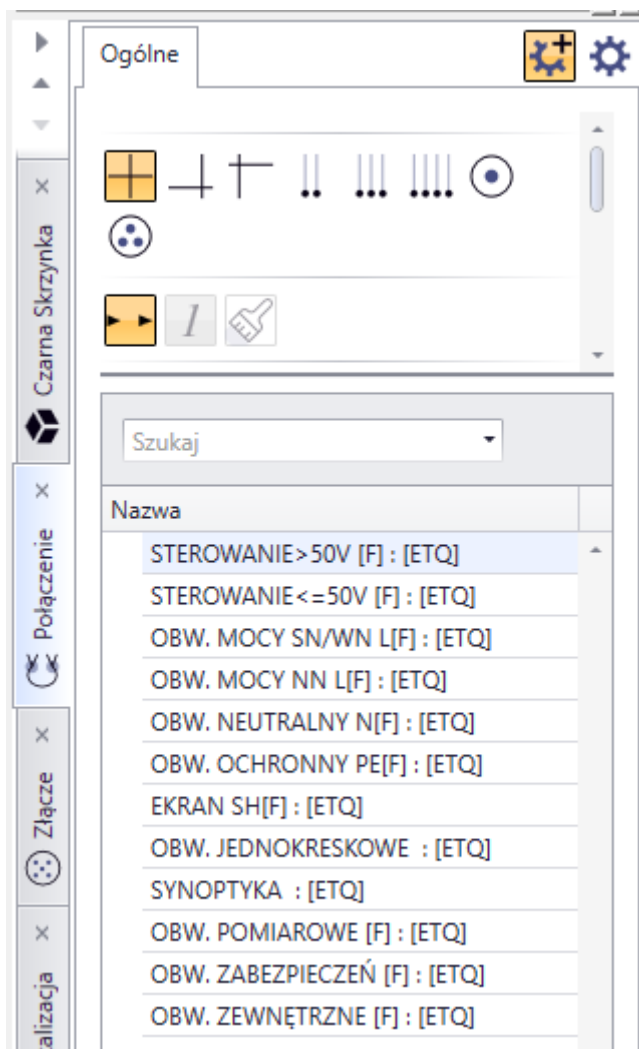 Ogólne
Czarna Skrzynka
1
Szukaj
Połączenie
Nazwa
STEROWANIE>50V [F] : [ETQ]
STEROWANIE<=50V [F] : [ETQ]
OBW. MOCY SN/WN L[F] : [ETQ]
OBW. MOCY NN L[F] : [ETQ]
OBW. NEUTRALNY N[F] : [ETQ]
OBW. OCHRONNY PE[F] : [ETQ]
Złącze
EKRAN SH[F] : [ETQ]
OBW. JEDNOKRESKOWE  : [ETQ]
SYNOPTYKA  : [ETQ]
OBW. POMIAROWE [F] : [ETQ]
OBW. ZABEZPIECZEŃ [F] : [ETQ]
OBW. ZEWNĘTRZNE [F] : [ETQ]